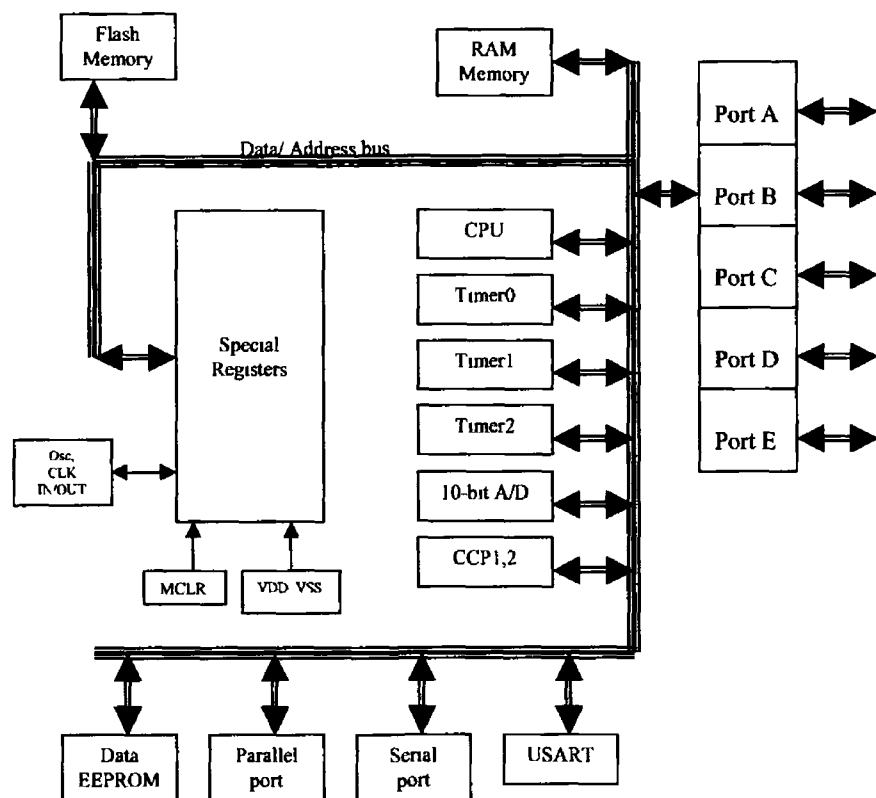 Flash
Memory
RAM
Memory
Port A
Data/ Address bus
Port B
CPU
Port C
Timer0
Special
Registers
Timer1
Port D
Timer2
Port E
Osc,
CLK
IN/OUT
10-bit A/D
CCP1,2
MCLR
VDD VSS
Data
EEPROM
Parallel
port
Serial
port
USART